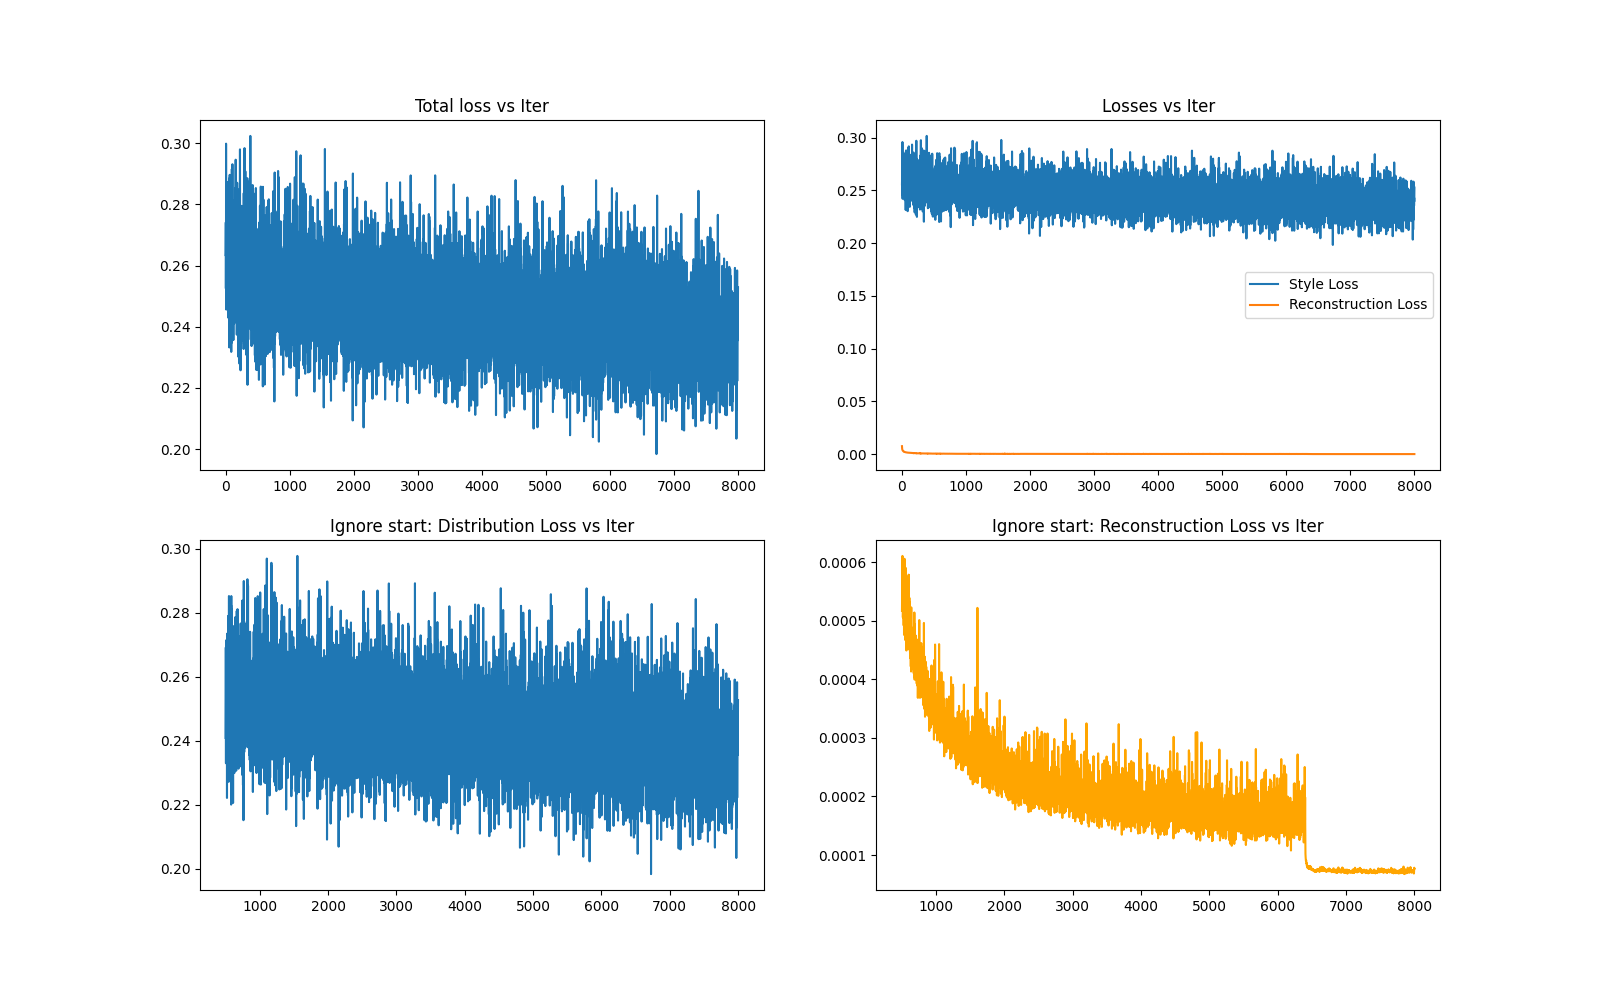 Total loss vs Iter
0.30
0.28
0.26
0.24
0.22
0.20
0 1000 2000 3000 4000 5000 6000 7000 8000
Losses vs Iter
0.30
0.25
0.20
0.15
0.10
0.05
0.00
Style Loss
Reconstruction Loss
0 1000 2000 3000 4000 5000 6000 7000 8000
Ignore start: Distribution Loss vs Iter
0.30
0.28
0.26
0.24
0.22
0.20
1000 2000 3000 4000 5000 6000 7000 8000
Ignore start: Reconstruction Loss vs Iter
0.0006
0.0005
0.0004
0.0003
0.0002
0.0001
1000 2000 3000 4000 5000 6000 7000 8000